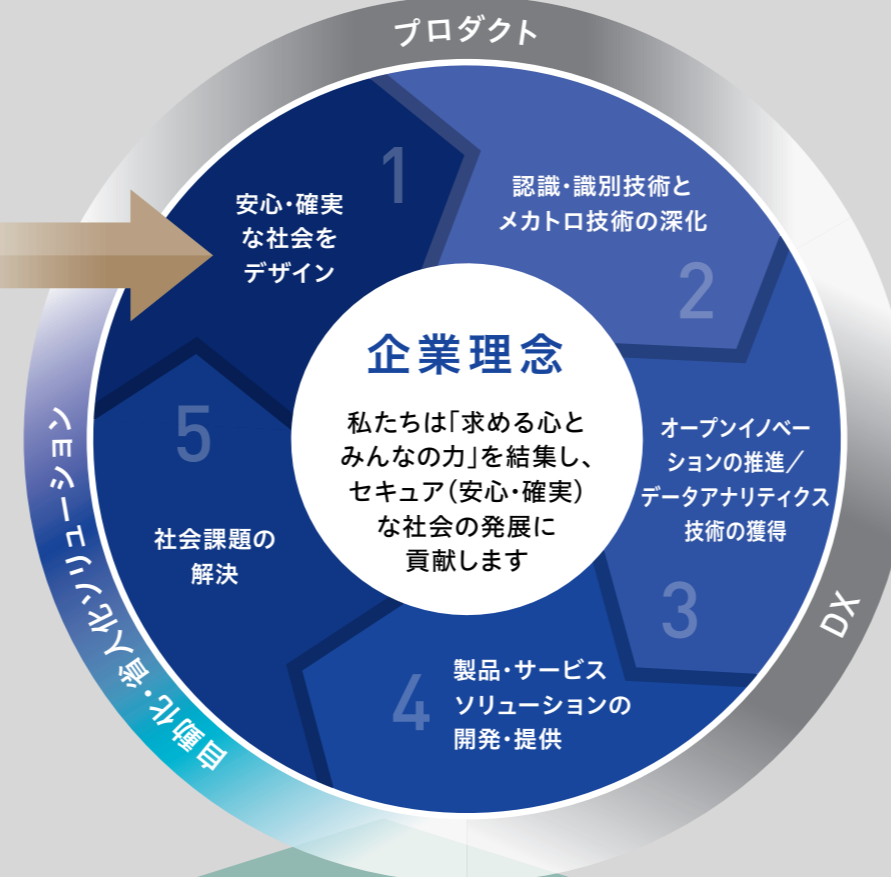 プロダクト
1
安心・確実
な社会を
デザイン
認識・識別技術と
メカトロ技術の深化
2
企業理念
私たちは「求める心と
みんなの力」を結集し、
セキュア（安心・確実）
な社会の発展に
貢献します
オープンイノベー
ションの推進／
データアナリティクス
技術の獲得
3
DX
4
製品・サービス
ソリューションの
開発・提供
5
社会課題の
解決
自動化・省人化ソリューション